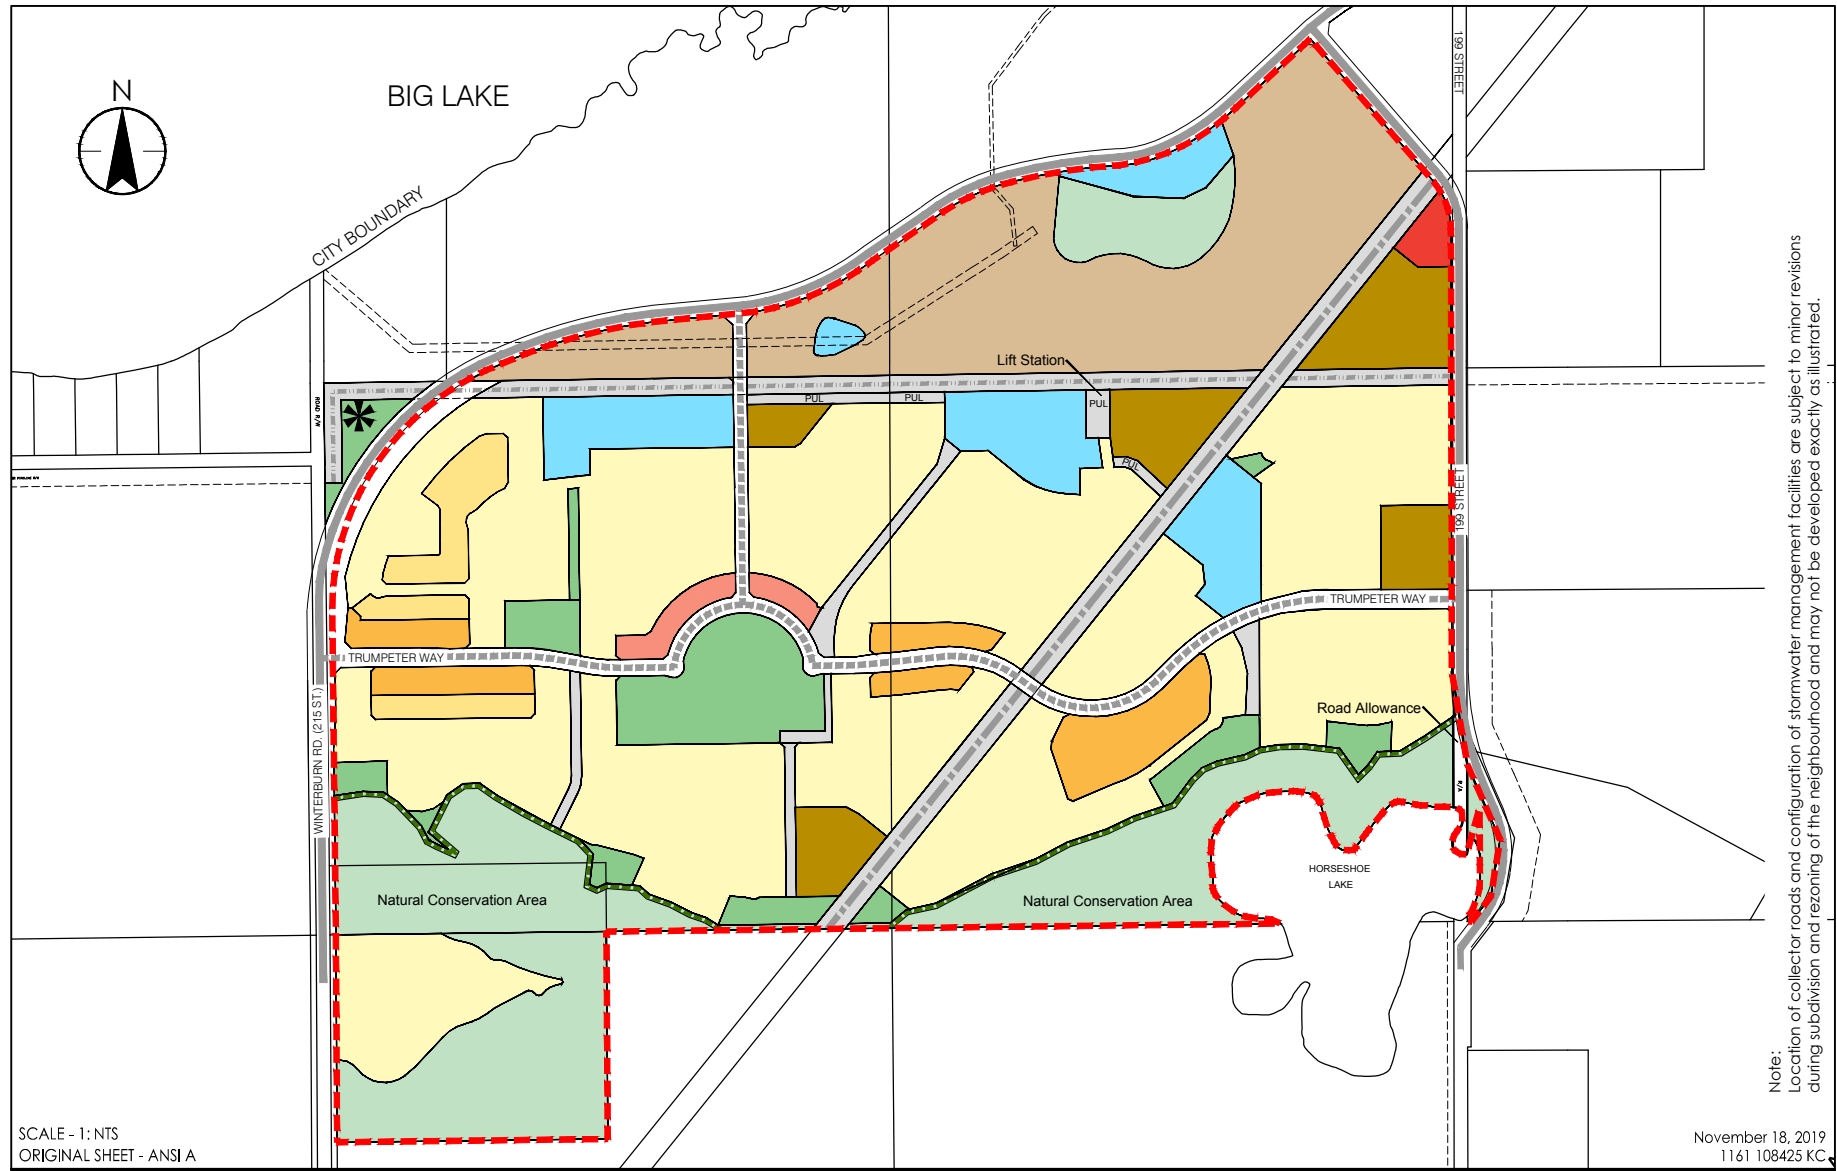 N
BIG LAKE
CITY BOUNDARY
199 STREET
Lift Station
PUL
PUL
PUL
PUL
ROAD R/W
199 STREET
TRUMPETER WAY
TRUMPETER WAY
WINTERBURN RD. (215 ST.)
Road Allowance
R/A
HORSESHOE
LAKE
Natural Conservation Area
Natural Conservation Area
Note:
Location of collector roads and configuration of stormwater management facilities are subject to minor revisions
during subdivision and rezoning of the neighbourhood and may not be developed exactly as illustrated.
SCALE - 1: NTS
ORIGINAL SHEET - ANSI A
November 18, 2019
1161 108425 KC